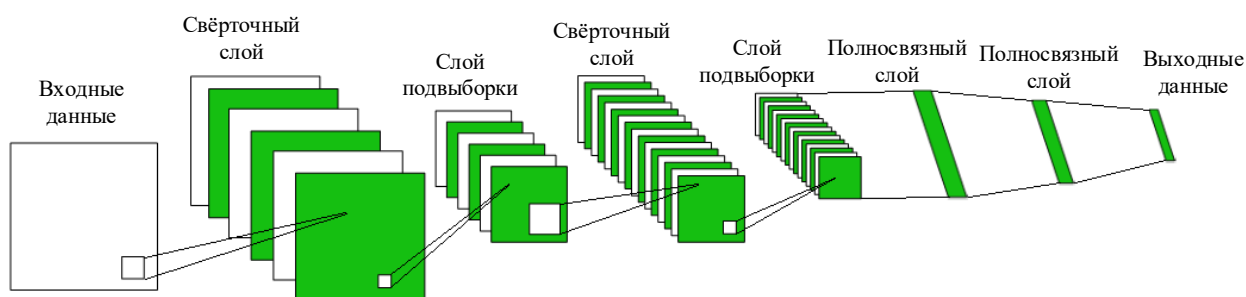 Входные
данные
Свёрточный
слой
Слой
подвыборки
Свёрточный
слой
Слой
подвыборки
Полносвязный
слой
Полносвязный
слой
Выходные
данные